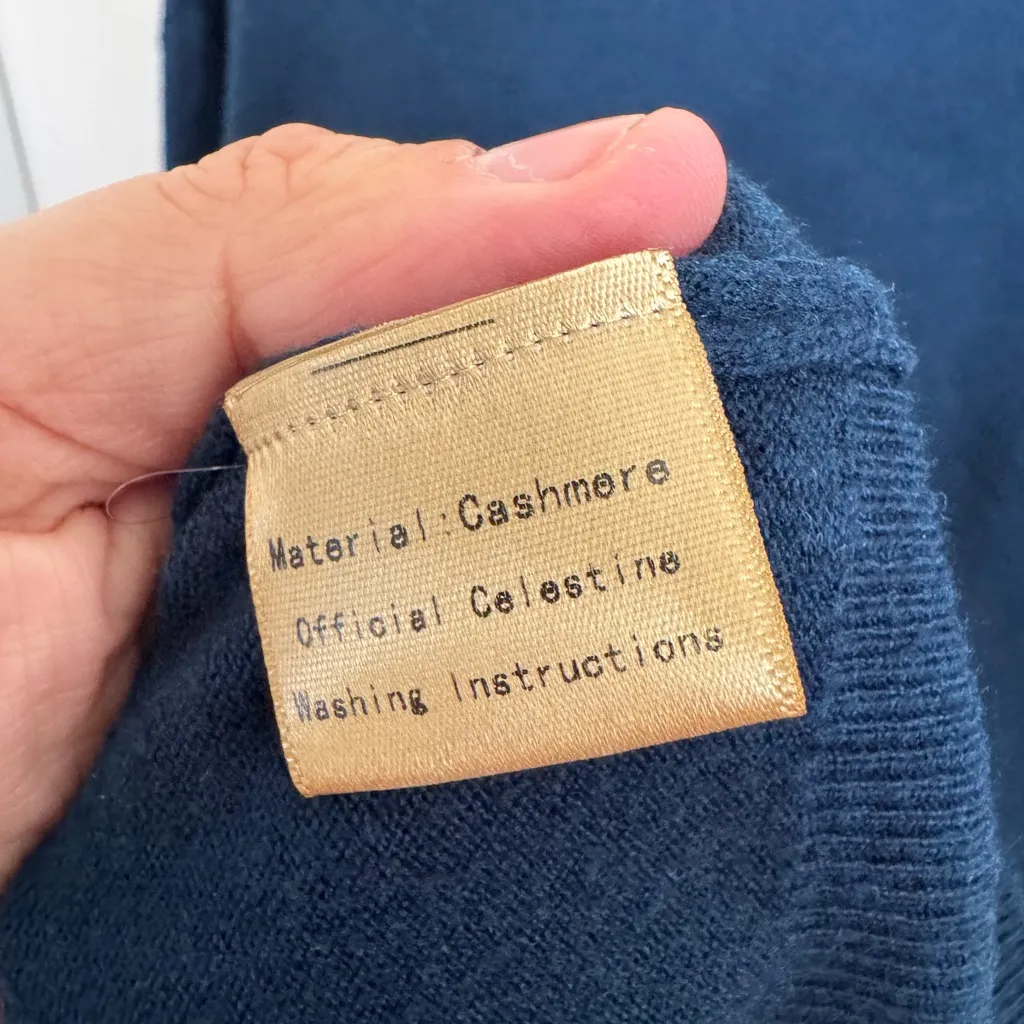 Material:Cashmere
Official Celestine
Washing Instructions